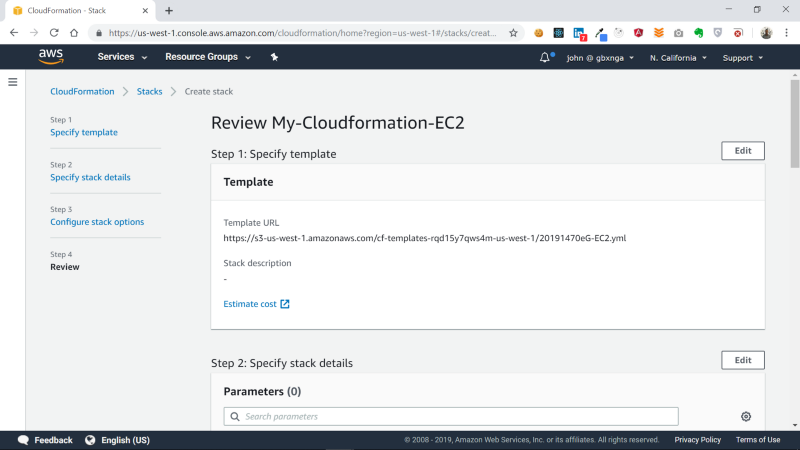 CloudFormation - Stack
https://us-west-1.console.aws.amazon.com/cloudformation/home?region=us-west-1#/stacks/creat...
7
aws
Services
Resource Groups
john @ gbxnga
N. California
Support
CloudFormation
Stacks
Create stack
Step 1
Specify template
Step 2
Specify stack details
Step 3
Configure stack options
Step 4
Review
Review My-Cloudformation-EC2
Step 1: Specify template
Edit
Template
Template URL
https://s3-us-west-1.amazonaws.com/cf-templates-rqd15y7qws4m-us-west-1/20191470eG-EC2.yml
Stack description
-
Estimate cost
Step 2: Specify stack details
Edit
Parameters (0)
Search parameters
Feedback
English (US)
© 2008 - 2019, Amazon Web Services, Inc. or its affiliates. All rights reserved.
Privacy Policy
Terms of Use